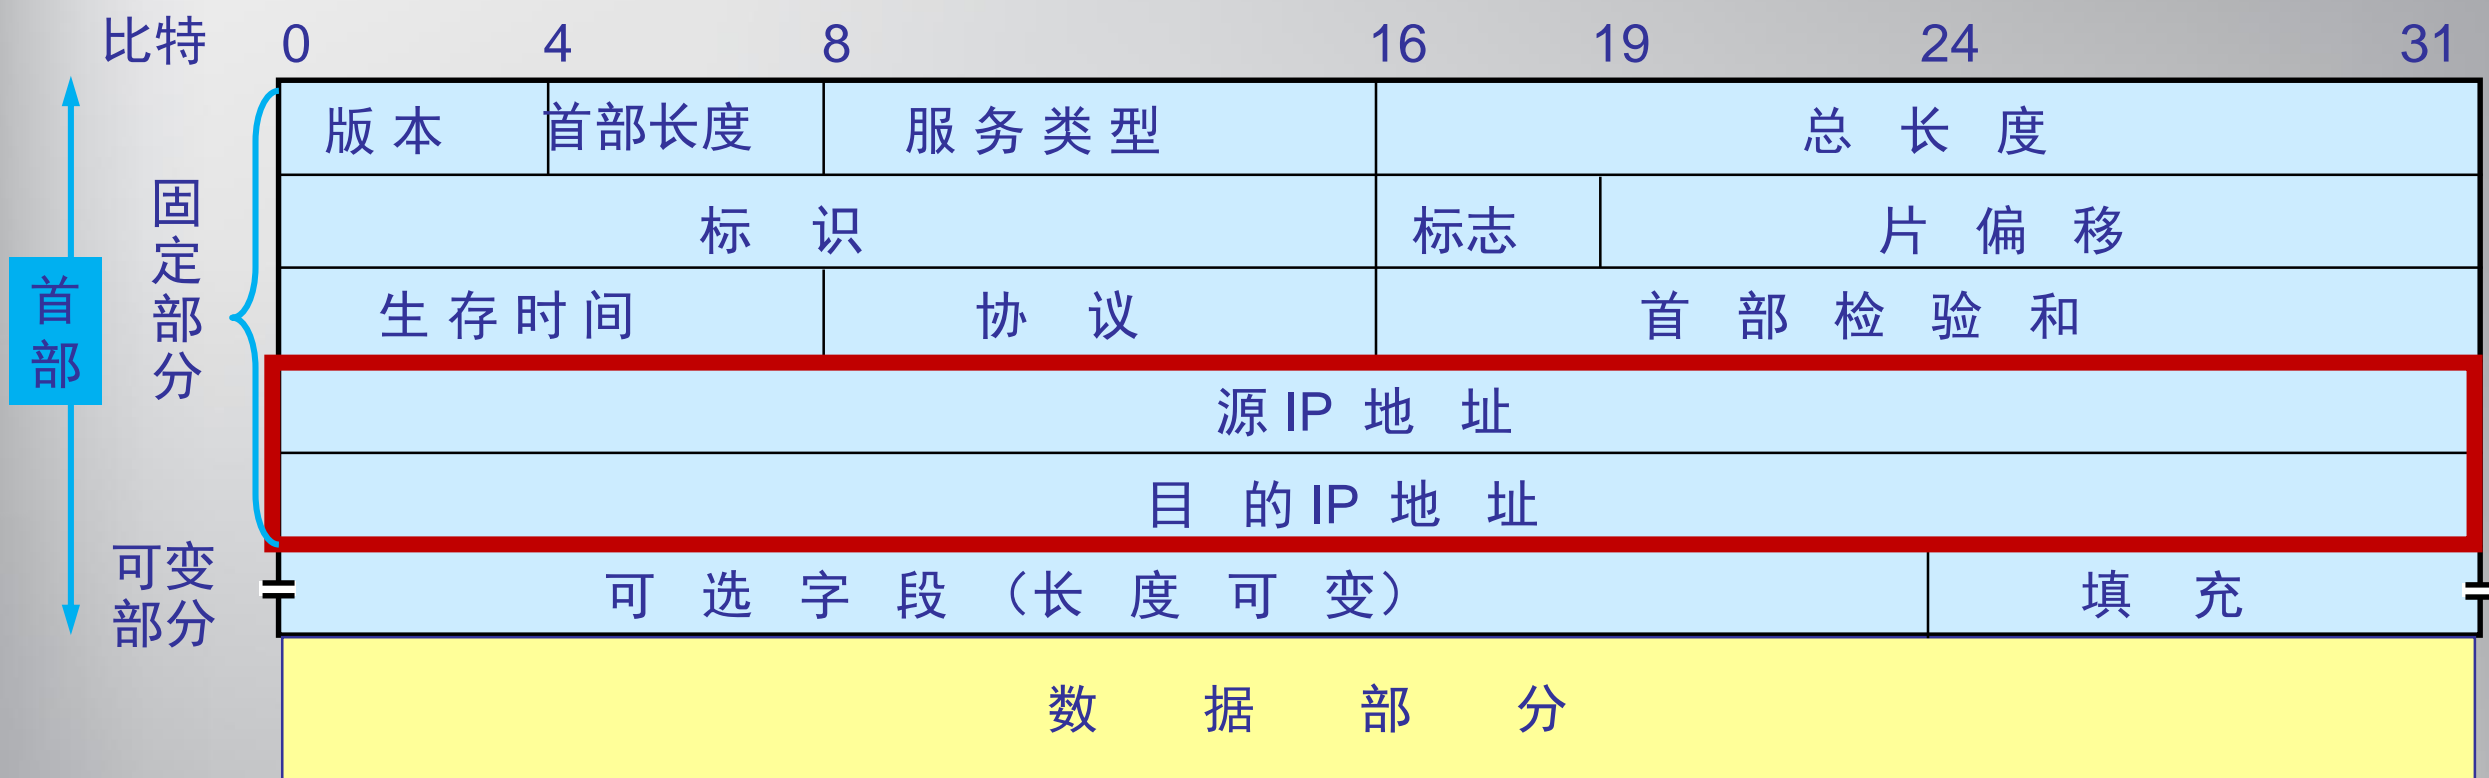 比特 0 4 8 16 19 24 31
版 本 首部长度 服 务 类 型 总 长 度
标 识 标志 片 偏 移
生 存 时 间 协 议 首 部 检 验 和
源 IP 地 址
目 的 IP 地 址
可 选 字 段 （长 度 可 变） 填 充
数 据 部 分
首部
固定部分
可变
部分